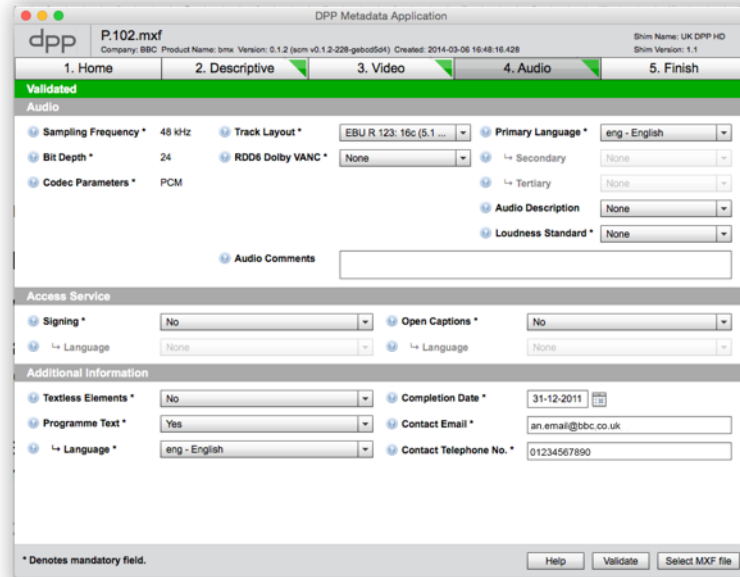 DPP Metadata Application
dpp
P.102.mxf
Company: BBC Product Name: bmx Version: 0.1.2 (scm v0.1.2-228-gebcd5d4) Created: 2014-03-06 16:48:16.428
Shim Name: UK DPP HD
Shim Version: 1.1
1. Home 2. Descriptive 3. Video 4. Audio 5. Finish
Validated
Audio
Sampling Frequency * 48 kHz Track Layout * EBU R 123: 16c (5.1 ... Primary Language * eng - English
Bit Depth * 24 RDD6 Dolby VANC * None Secondary None
Codec Parameters * PCM Tertiary None
Audio Description None
Loudness Standard * None
Audio Comments
Access Service
Signing * No Open Captions * No
Language None Language None
Additional Information
Textless Elements * No Completion Date * 31-12-2011
Programme Text * Yes Contact Email * an.email@bbc.co.uk
Language * eng - English Contact Telephone No. * 01234567890
* Denotes mandatory field. Help Validate Select MXF file